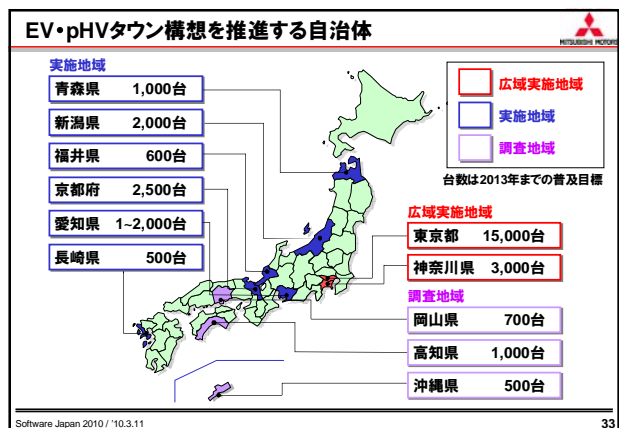 EV・pHVタウン構想を推進する自治体
MITSUBISHI MOTORS
実施地域
青森県 1,000台
新潟県 2,000台
福井県 600台
京都府 2,500台
愛知県 1~2,000台
長崎県 500台
広域実施地域
実施地域
調査地域
台数は2013年までの普及目標
広域実施地域
東京都 15,000台
神奈川県 3,000台
調査地域
岡山県 700台
高知県 1,000台
沖縄県 500台
Software Japan 2010 / '10.3.11
33